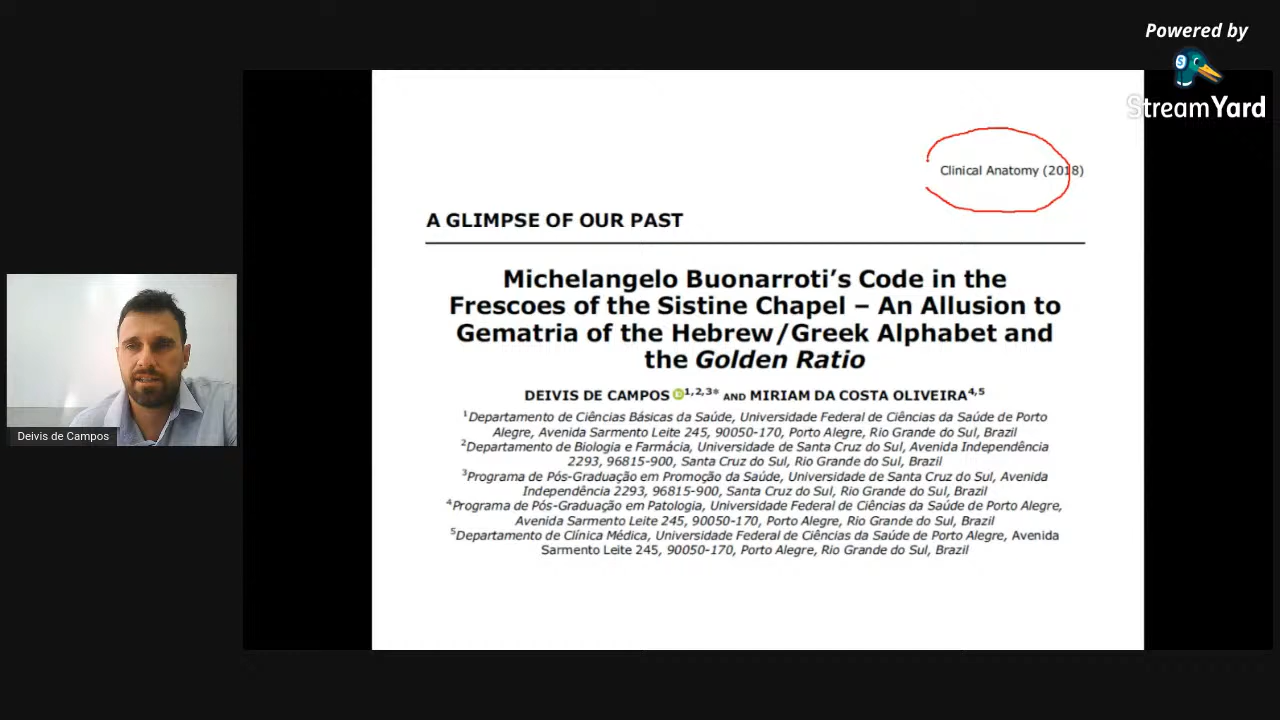 Powered by
StreamYard
Clinical Anatomy (2018)
A GLIMPSE OF OUR PAST
Michelangelo Buonarroti’s Code in the
Frescoes of the Sistine Chapel – An Allusion to
Gematria of the Hebrew/Greek Alphabet and
the Golden Ratio
DEIVIS DE CAMPOS iD 1,2,3* AND MIRIAM DA COSTA OLIVEIRA4,5
1Departamento de Ciências Básicas da Saúde, Universidade Federal de Ciências da Saúde de Porto
Alegre, Avenida Sarmento Leite 245, 90050-170, Porto Alegre, Rio Grande do Sul, Brazil
2Departamento de Biologia e Farmácia, Universidade de Santa Cruz do Sul, Avenida Independência
2293, 96815-900, Santa Cruz do Sul, Rio Grande do Sul, Brazil
3Programa de Pós-Graduação em Promoção da Saúde, Universidade de Santa Cruz do Sul, Avenida
Independência 2293, 96815-900, Santa Cruz do Sul, Rio Grande do Sul, Brazil
4Programa de Pós-Graduação em Patologia, Universidade Federal de Ciências da Saúde de Porto Alegre,
Avenida Sarmento Leite 245, 90050-170, Porto Alegre, Rio Grande do Sul, Brazil
5Departamento de Clínica Médica, Universidade Federal de Ciências da Saúde de Porto Alegre, Avenida
Sarmento Leite 245, 90050-170, Porto Alegre, Rio Grande do Sul, Brazil
Deivis de Campos